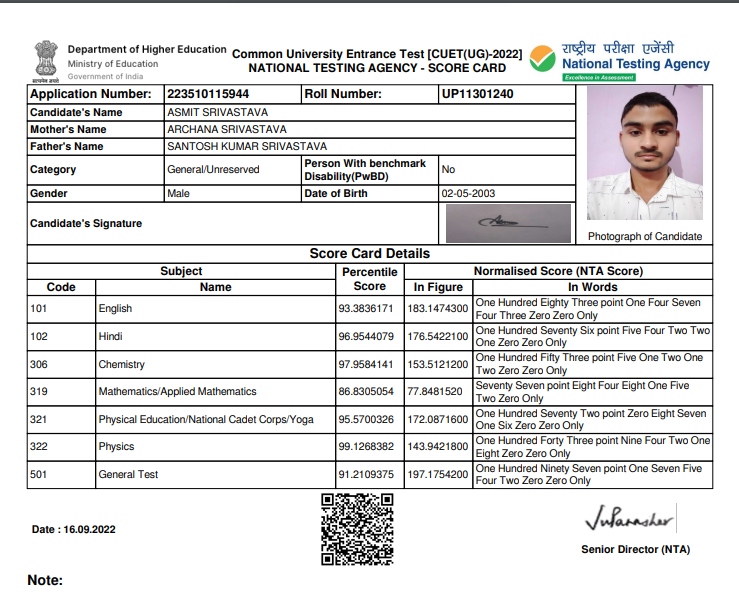 Department of Higher Education
Ministry of Education
Government of India
सत्यमेव जयते
Common University Entrance Test [CUET(UG)-2022]
NATIONAL TESTING AGENCY - SCORE CARD
राष्ट्रीय परीक्षा एजेंसी
National Testing Agency
Excellence in Assessment
Application Number: 223510115944 Roll Number: UP11301240
Candidate's Name ASMIT SRIVASTAVA
Mother's Name ARCHANA SRIVASTAVA
Father's Name SANTOSH KUMAR SRIVASTAVA
Category General/Unreserved Person With benchmark Disability(PwBD) No
Gender Male Date of Birth 02-05-2003
Candidate's Signature
Photograph of Candidate
Score Card Details
Subject Percentile Score Normalised Score (NTA Score)
Code Name In Figure In Words
101 English 93.3836171 183.1474300 One Hundred Eighty Three point One Four Seven
Four Three Zero Zero Only
102 Hindi 96.9544079 176.5422100 One Hundred Seventy Six point Five Four Two Two
One Zero Zero Only
306 Chemistry 97.9584141 153.5121200 One Hundred Fifty Three point Five One Two One
Two Zero Zero Only
319 Mathematics/Applied Mathematics 86.8305054 77.8481520 Seventy Seven point Eight Four Eight One Five
Two Zero Only
321 Physical Education/National Cadet Corps/Yoga 95.5700326 172.0871600 One Hundred Seventy Two point Zero Eight Seven
One Six Zero Zero Only
322 Physics 99.1268382 143.9421800 One Hundred Forty Three point Nine Four Two One
Eight Zero Zero Only
501 General Test 91.2109375 197.1754200 One Hundred Ninety Seven point One Seven Five
Four Two Zero Zero Only
Date : 16.09.2022
Senior Director (NTA)
Note: